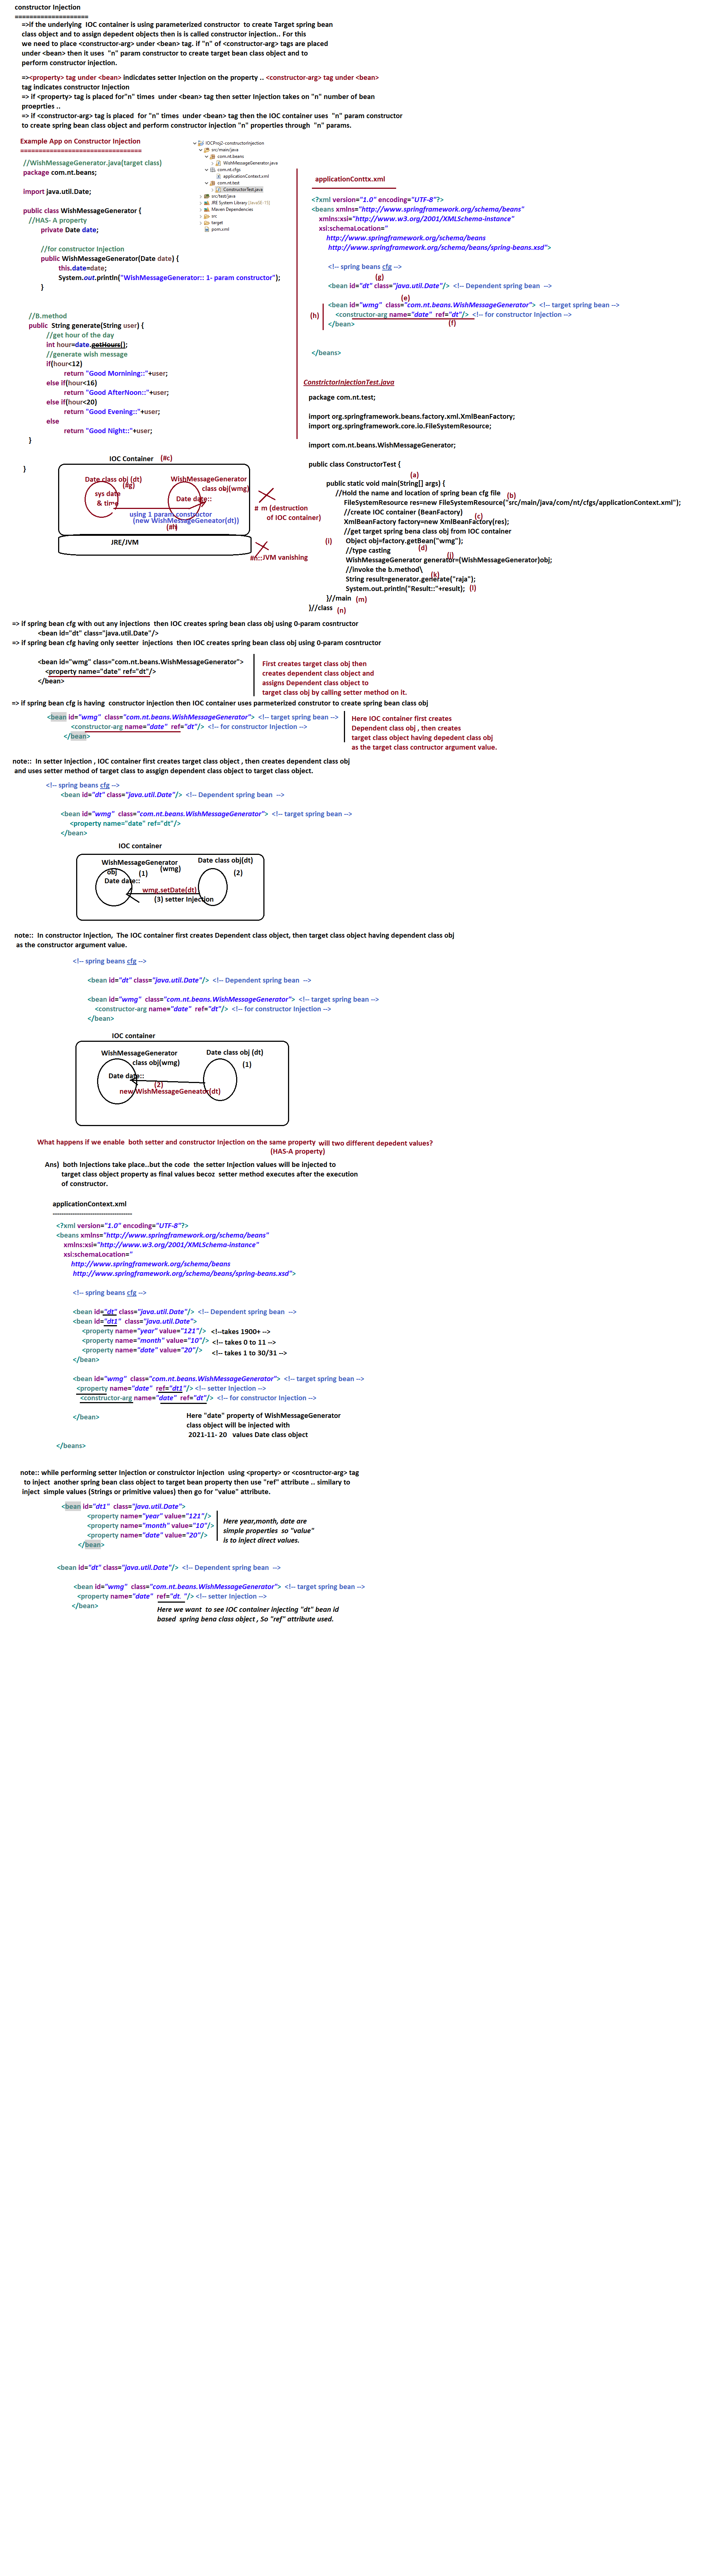 constructor Injection
====================
=>if the underlying  IOC container is using parameterized constructor  to create Target spring bean
class object and to assign depedent objects then is is called constructor injection.. For this
we need to place <constructor-arg> under <bean> tag. if "n" of <constructor-arg> tags are placed
under <bean> then it uses  "n" param constructor to create target bean class object and to
perform constructor injection.
=><property> tag under <bean> indicdates setter Injection on the property .. <constructor-arg> tag under <bean>
tag indicates constructor Injection
=> if <property> tag is placed for"n" times  under <bean> tag then setter Injection takes on "n" number of bean
proeprties ..
=> if <constructor-arg> tag is placed  for "n" times  under <bean> tag then the IOC container uses  "n" param constructor
to create spring bean class object and perform constructor injection "n" properties through  "n" params.
Example App on Constructor Injection
=================================
//WishMessageGenerator.java(target class)
package com.nt.beans;
import java.util.Date;
public class WishMessageGenerator {
//HAS- A property
private Date date;
//for constructor Injection
public WishMessageGenerator(Date date) {
this.date=date;
System.out.println("WishMessageGenerator:: 1- param constructor");
}
//B.method
public  String generate(String user) {
//get hour of the day
int hour=date.getHours();
//generate wish message
if(hour<12)
return "Good Mornining::"+user;
else if(hour<16)
return "Good AfterNoon::"+user;
else if(hour<20)
return "Good Evening::"+user;
else
return "Good Night::"+user;
}
}
IOCProj2-constortorInjection
src/main/java
com.nt.beans
WishMessageGenerator.java
com.nt.cfgs
applicationContext.xml
com.nt.test
ConstructorTest.java
src/test/java
JRE System Library [JavaSE-15]
Maven Dependencies
src
target
pom.xml
applicationConttx.xml
<?xml version="1.0" encoding="UTF-8"?>
<beans xmlns="http://www.springframework.org/schema/beans"
xmlns:xsi="http://www.w3.org/2001/XMLSchema-instance"
xsi:schemaLocation="
http://www.springframework.org/schema/beans
http://www.springframework.org/schema/beans/spring-beans.xsd">
<!-- spring beans cfg -->
(g)
<bean id="dt" class="java.util.Date"/>  <!-- Dependent spring bean  -->
(e)
<bean id="wmg"  class="com.nt.beans.WishMessageGenerator">  <!-- target spring bean -->
(h)
<constructor-arg name="date"  ref="dt"/>  <!-- for constructor Injection -->
</bean>
(f)
</beans>
ConstrictorInjectionTest.java
package com.nt.test;
import org.springframework.beans.factory.xml.XmlBeanFactory;
import org.springframework.core.io.FileSystemResource;
import com.nt.beans.WishMessageGenerator;
public class ConstructorTest {
(a)
public static void main(String[] args) {
//Hold the name and location of spring bean cfg file
(b)
FileSystemResource res=new FileSystemResource("src/main/java/com/nt/cfgs/applicationContext.xml");
//create IOC container (BeanFactory)
(c)
XmlBeanFactory factory=new XmlBeanFactory(res);
//get target spring bena class obj from IOC container
(i)
Object obj=factory.getBean("wmg");
//type casting
(d)
(j)
WishMessageGenerator generator=(WishMessageGenerator)obj;
//invoke the b.method\
(k)
String result=generator.generate("raja");
System.out.println("Result::"+result);
(l)
}//main
(m)
}//class
(n)
IOC Container
(#c)
Date class obj (dt)
(#g)
sys date
& time
WishMessageGenerator
class obj(wmg)
Date date::
using 1 param constructor
(new WishMessageGeneator(dt))
(#h)
JRE/JVM
# m (destruction
of IOC container)
#n::JVM vanishing
=> if spring bean cfg with out any injections  then IOC creates spring bean class obj using 0-param constructor
<bean id="dt" class="java.util.Date"/>
=> if spring bean cfg having only seetter  injections  then IOC creates spring bean class obj using 0-param cosntructor
<bean id="wmg" class="com.nt.beans.WishMessageGenerator">
<property name="date" ref="dt"/>
</bean>
First creates target class obj then
creates dependent class object and
assigns Dependent class object to
target class obj by calling setter method on it.
=> if spring bean cfg is having  constructor injection then IOC container uses parmeterized construtor to create spring bean class obj
<bean id="wmg"  class="com.nt.beans.WishMessageGenerator">  <!-- target spring bean -->
<constructor-arg name="date"  ref="dt"/>  <!-- for constructor Injection -->
</bean>
Here IOC container first creates
Dependent class obj , then creates
target class object having depedent class obj
as the target class contructor argument value.
note::  In setter Injection , IOC container first creates target class object , then creates dependent class obj
and uses setter method of target class to assgign dependent class object to target class object.
<!-- spring beans cfg -->
<bean id="dt" class="java.util.Date"/>  <!-- Dependent spring bean  -->
<bean id="wmg"  class="com.nt.beans.WishMessageGenerator">  <!-- target spring bean -->
<property name="date" ref="dt"/>
</bean>
IOC container
WishMessageGenerator
obj
(1)
(wmg)
Date date::
Date class obj(dt)
(2)
wmg.setDate(dt)
(3) setter Injection
note::  In constructor Injection,  The IOC container first creates Dependent class object, then target class object having dependent class obj
as the constructor argument value.
<!-- spring beans cfg -->
<bean id="dt" class="java.util.Date"/>  <!-- Dependent spring bean  -->
<bean id="wmg"  class="com.nt.beans.WishMessageGenerator">  <!-- target spring bean -->
<constructor-arg name="date"  ref="dt"/>  <!-- for constructor Injection -->
</bean>
IOC container
WishMessageGenerator
class obj(wmg)
Date class obj (dt)
(1)
Date date::
(2)
new WishMessageGeneator(dt)
What happens if we enable  both setter and constructor Injection on the same property  will two different depedent values?
(HAS-A property)
Ans)  both Injections take place..but the code  the setter Injection values will be injected to
target class object property as final values becoz  setter method executes after the execution
of constructor.
applicationContext.xml
------------------------------------
<?xml version="1.0" encoding="UTF-8"?>
<beans xmlns="http://www.springframework.org/schema/beans"
xmlns:xsi="http://www.w3.org/2001/XMLSchema-instance"
xsi:schemaLocation="
http://www.springframework.org/schema/beans
http://www.springframework.org/schema/beans/spring-beans.xsd">
<!-- spring beans cfg -->
<bean id="dt" class="java.util.Date"/>  <!-- Dependent spring bean  -->
<bean id="dt1"  class="java.util.Date">
<property name="year" value="121"/>  <!--takes 1900+ -->
<property name="month" value="10"/>  <!-- takes 0 to 11 -->
<property name="date" value="20"/>  <!-- takes 1 to 30/31 -->
</bean>
<bean id="wmg"  class="com.nt.beans.WishMessageGenerator">  <!-- target spring bean -->
<property name="date"  ref="dt1"/> <!-- setter Injection -->
<constructor-arg name="date"  ref="dt"/>  <!-- for constructor Injection -->
</bean>
Here "date" property of WishMessageGenerator
class object will be injected with
2021-11- 20   values Date class object
</beans>
note:: while performing setter Injection or construictor injection  using <property> or <cosntructor-arg> tag
to inject  another spring bean class object to target bean property then use "ref" attribute .. similary to
inject  simple values (Strings or primitive values) then go for "value" attribute.
<bean id="dt1"  class="java.util.Date">
<property name="year" value="121"/>
<property name="month" value="10"/>
<property name="date" value="20"/>
</bean>
Here year,month, date are
simple properties  so "value"
is to inject direct values.
<bean id="dt" class="java.util.Date"/>  <!-- Dependent spring bean  -->
<bean id="wmg"  class="com.nt.beans.WishMessageGenerator">  <!-- target spring bean -->
<property name="date"  ref="dt. "/> <!-- setter Injection -->
</bean>
Here we want  to see IOC container injecting "dt" bean id
based  spring bena class object , So "ref" attribute used.